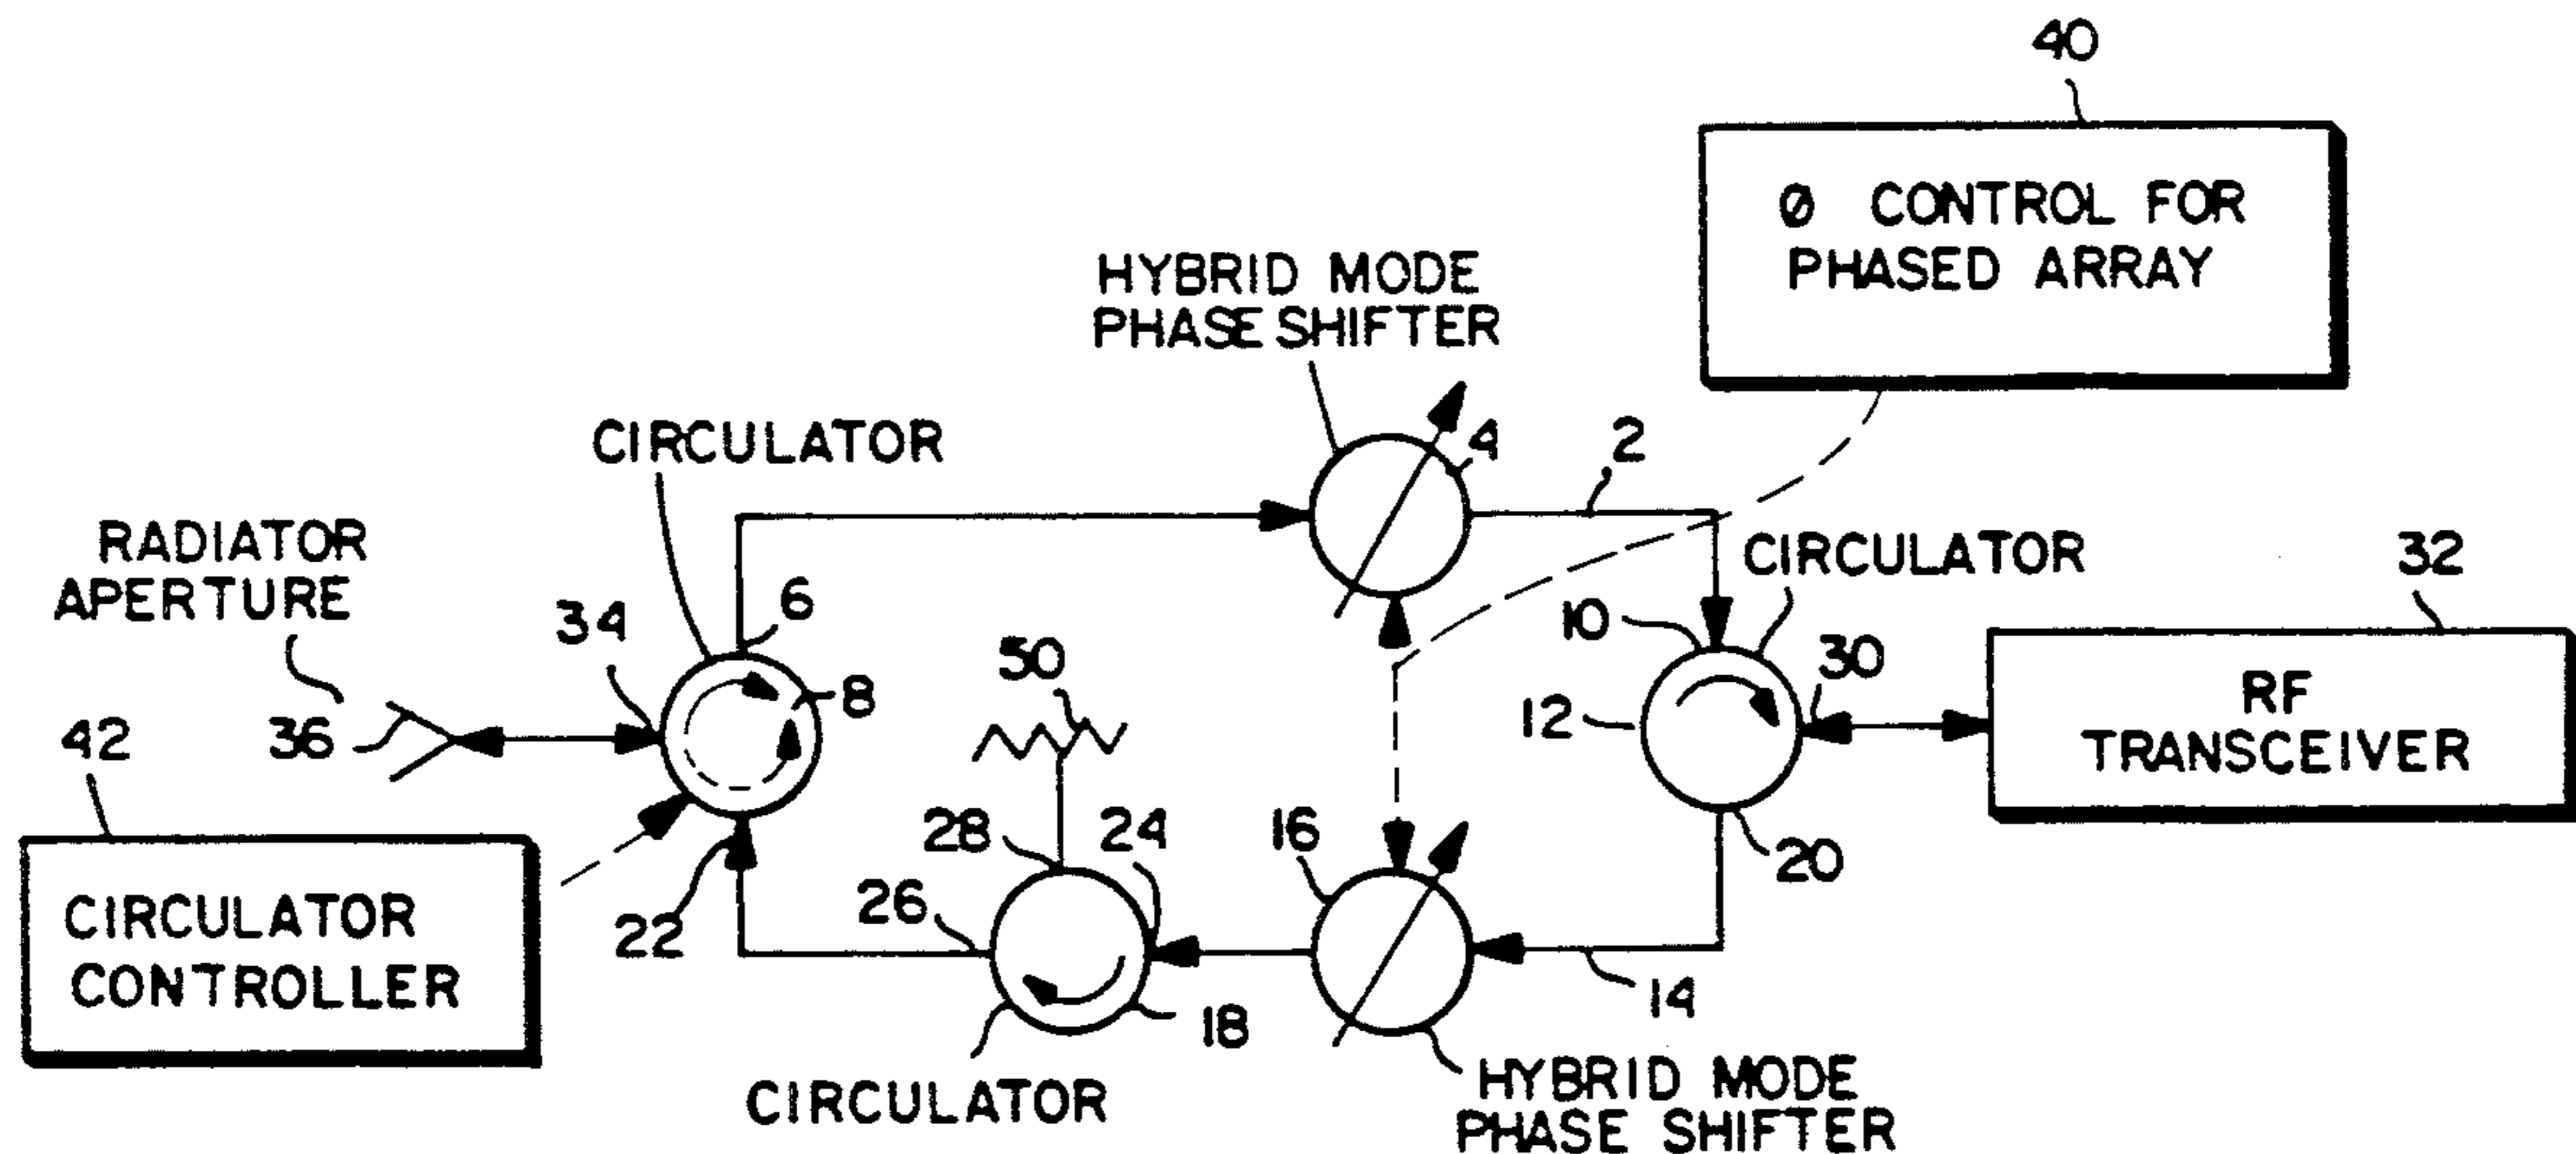 40
Ø CONTROL FOR
PHASED ARRAY
HYBRID MODE
PHASE SHIFTER
4
2
CIRCULATOR
CIRCULATOR
RADIATOR
APERTURE
34
6
10
30
32
50
8
12
RF
TRANSCEIVER
42
36
28
24
16
20
22
26
CIRCULATOR
CONTROLLER
18
14
CIRCULATOR
HYBRID MODE
PHASE SHIFTER